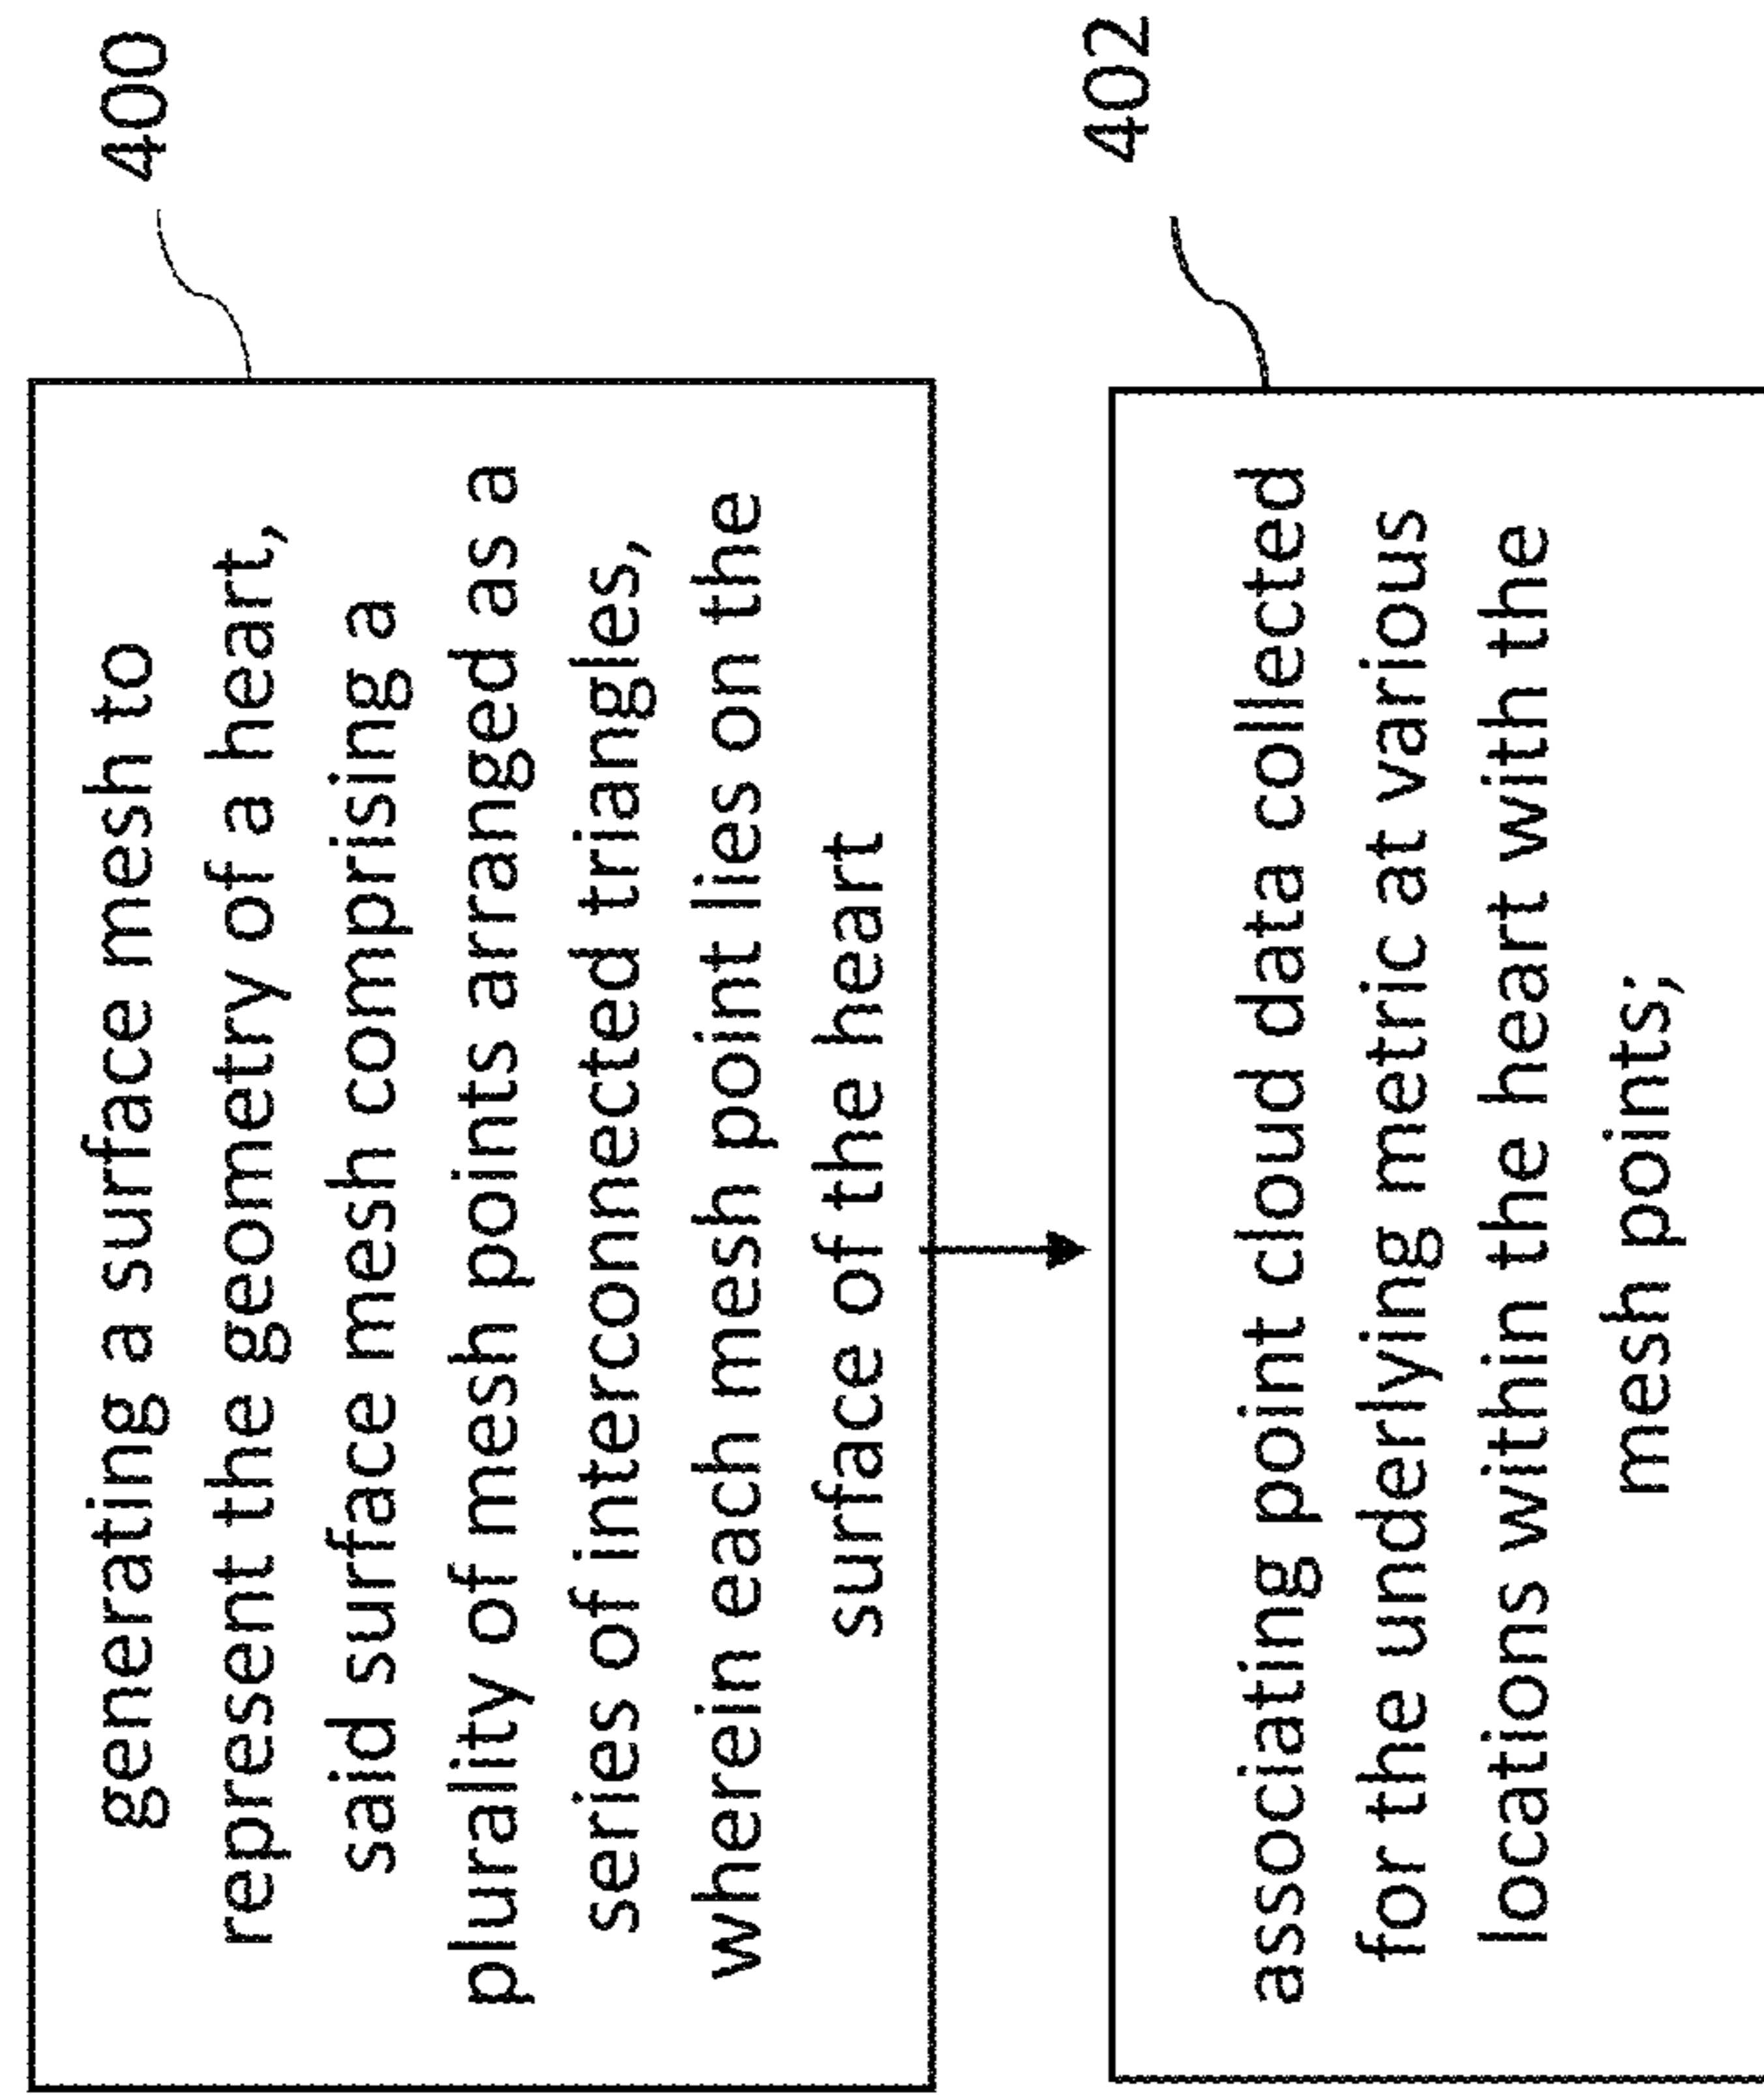 400
generating a surface mesh to
represent the geometry of a heart,
said surface mesh comprising a
plurality of mesh points arranged as a
series of interconnected triangles,
wherein each mesh point lies on the
surface of the heart
402
associating point cloud data collected
for the underlying metric at various
locations within the heart with the
mesh points;